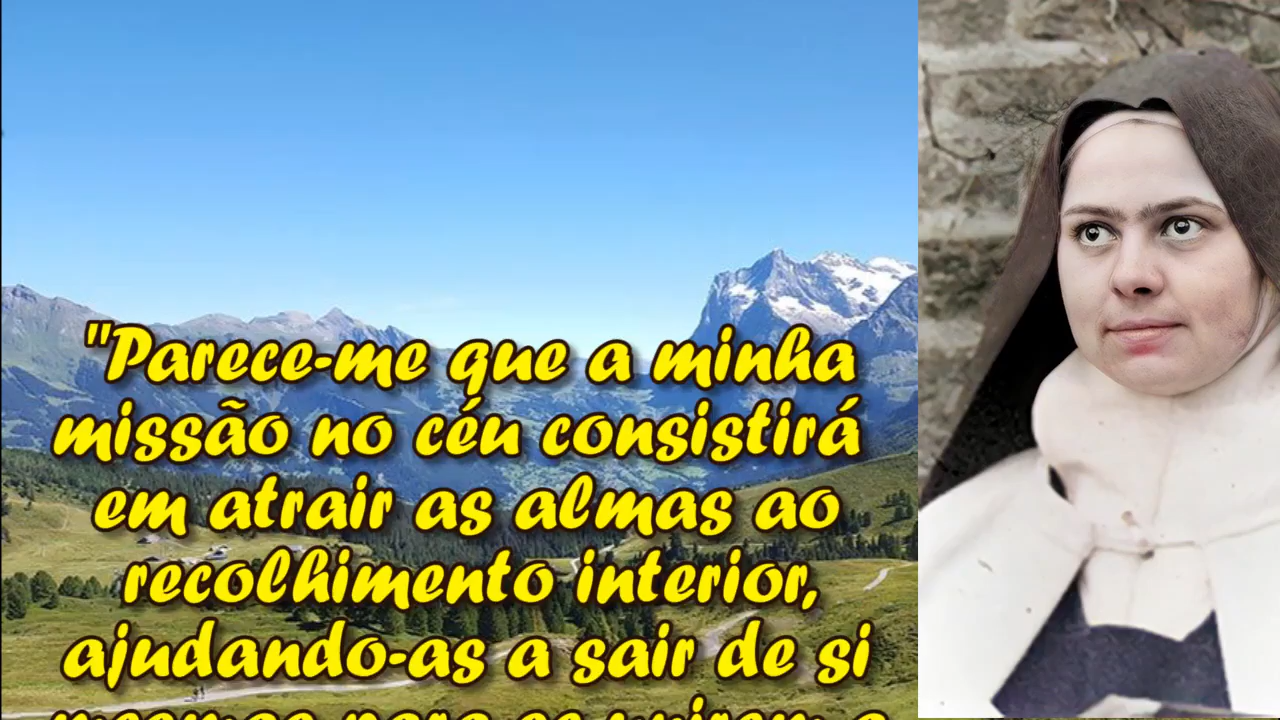 "Parece-me que a minha
missão no céu consistirá
em atrair as almas ao
recolhimento interior,
ajudando-as a sair de si